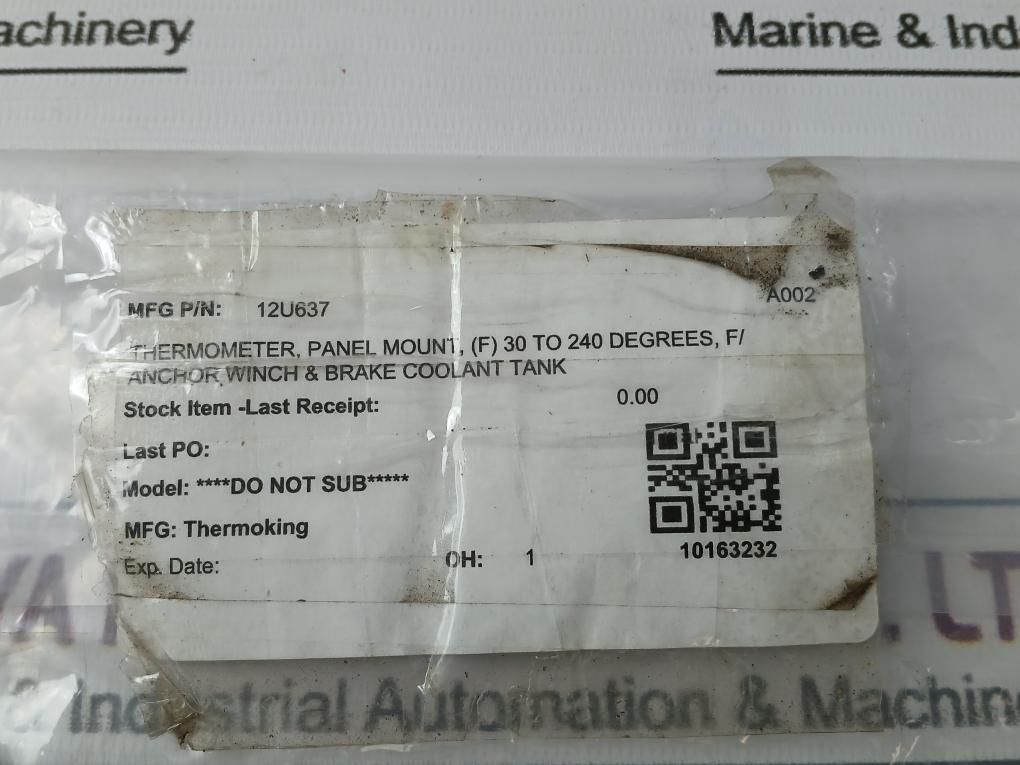 achinery
Marine & Ind
A002
MFG P/N: 12U637
THERMOMETER, PANEL MOUNT, (F) 30 TO 240 DEGREES, F/
ANCHOR WINCH & BRAKE COOLANT TANK
Stock Item -Last Receipt: 0.00
Last PO:
Model: ****DO NOT SUB*****
MFG: Thermoking
10163232
Exp. Date: OH: 1
LT
& Industrial Automation & Machin